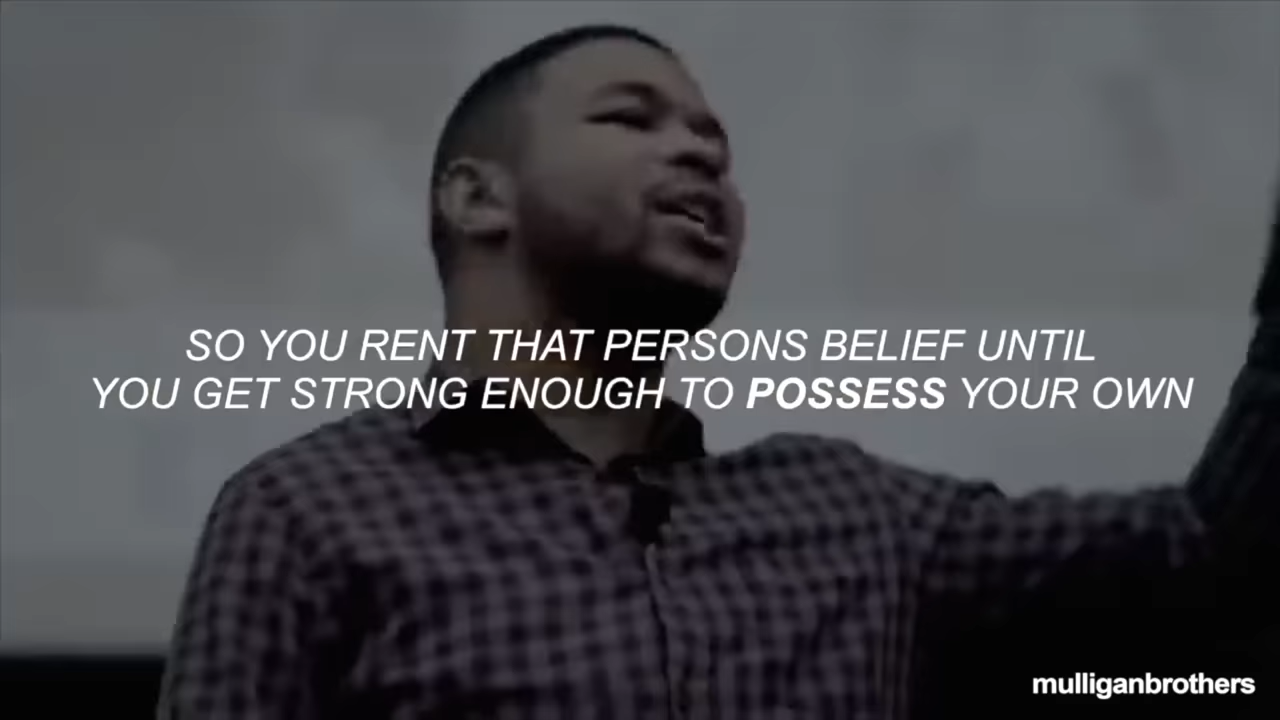 SO YOU RENT THAT PERSONS BELIEF UNTIL
YOU GET STRONG ENOUGH TO POSSESS YOUR OWN
mulliganbrothers